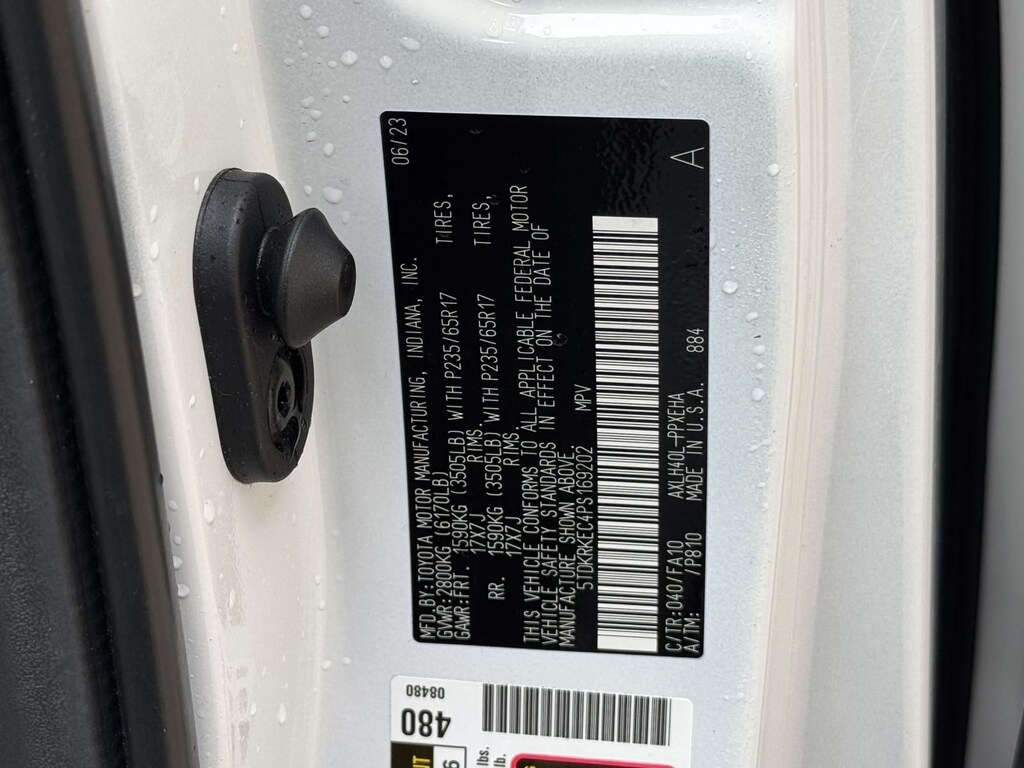 06/23
MFD.BY:TOYOTA MOTOR MANUFACTURING, INDIANA, INC.
GVWR:2800KG (6170LB)
GAWR:FRT. 1590KG (3505LB) WITH P235/65R17 TIRES,
17X7J RIMS.
RR. 1590KG (3505LB) WITH P235/65R17 TIRES,
17X7J RIMS.
THIS VEHICLE CONFORMS TO ALL APPLICABLE FEDERAL MOTOR
VEHICLE SAFETY STANDARDS IN EFFECT ON THE DATE OF
MANUFACTURE SHOWN ABOVE.
5TDKRKEC4PS169202 MPV
C/TR:040/FA10 AXLH40L-PPXEHA A
A/TM: /P810 MADE IN U.S.A. 884
08480
480
lbs.
lb.